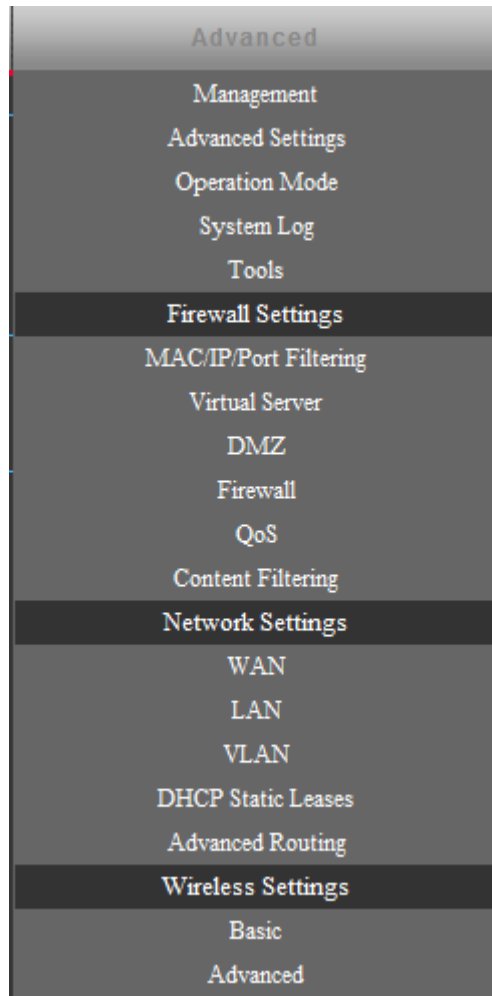 Advanced
Management
Advanced Settings
Operation Mode
System Log
Tools
Firewall Settings
MAC/IP/Port Filtering
Virtual Server
DMZ
Firewall
QoS
Content Filtering
Network Settings
WAN
LAN
VLAN
DHCP Static Leases
Advanced Routing
Wireless Settings
Basic
Advanced